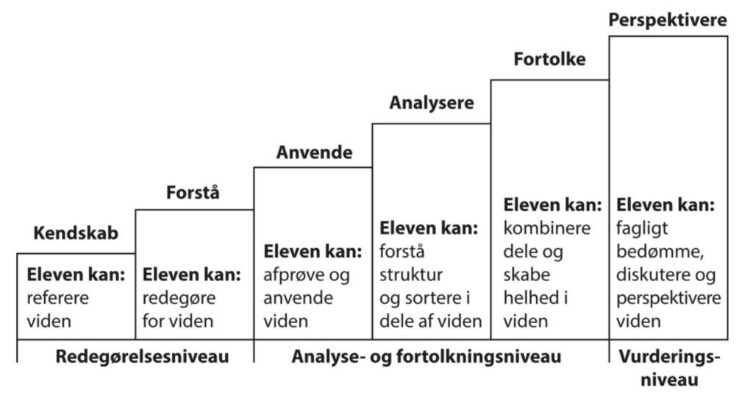 Kendskab
Eleven kan:
referere
viden
Forstå
Eleven kan:
redegøre
for viden
Anvende
Eleven kan:
afprøve og
anvende
viden
Analysere
Eleven kan:
forstå
struktur
og sortere i
dele af viden
Fortolke
Eleven kan:
kombinere
dele og
skabe
helhed i
viden
Perspektivere
Eleven kan:
fagligt
bedømme,
diskutere og
perspektivere
viden
Redegørelsesniveau
Analyse- og fortolkningsniveau
Vurderings-
niveau